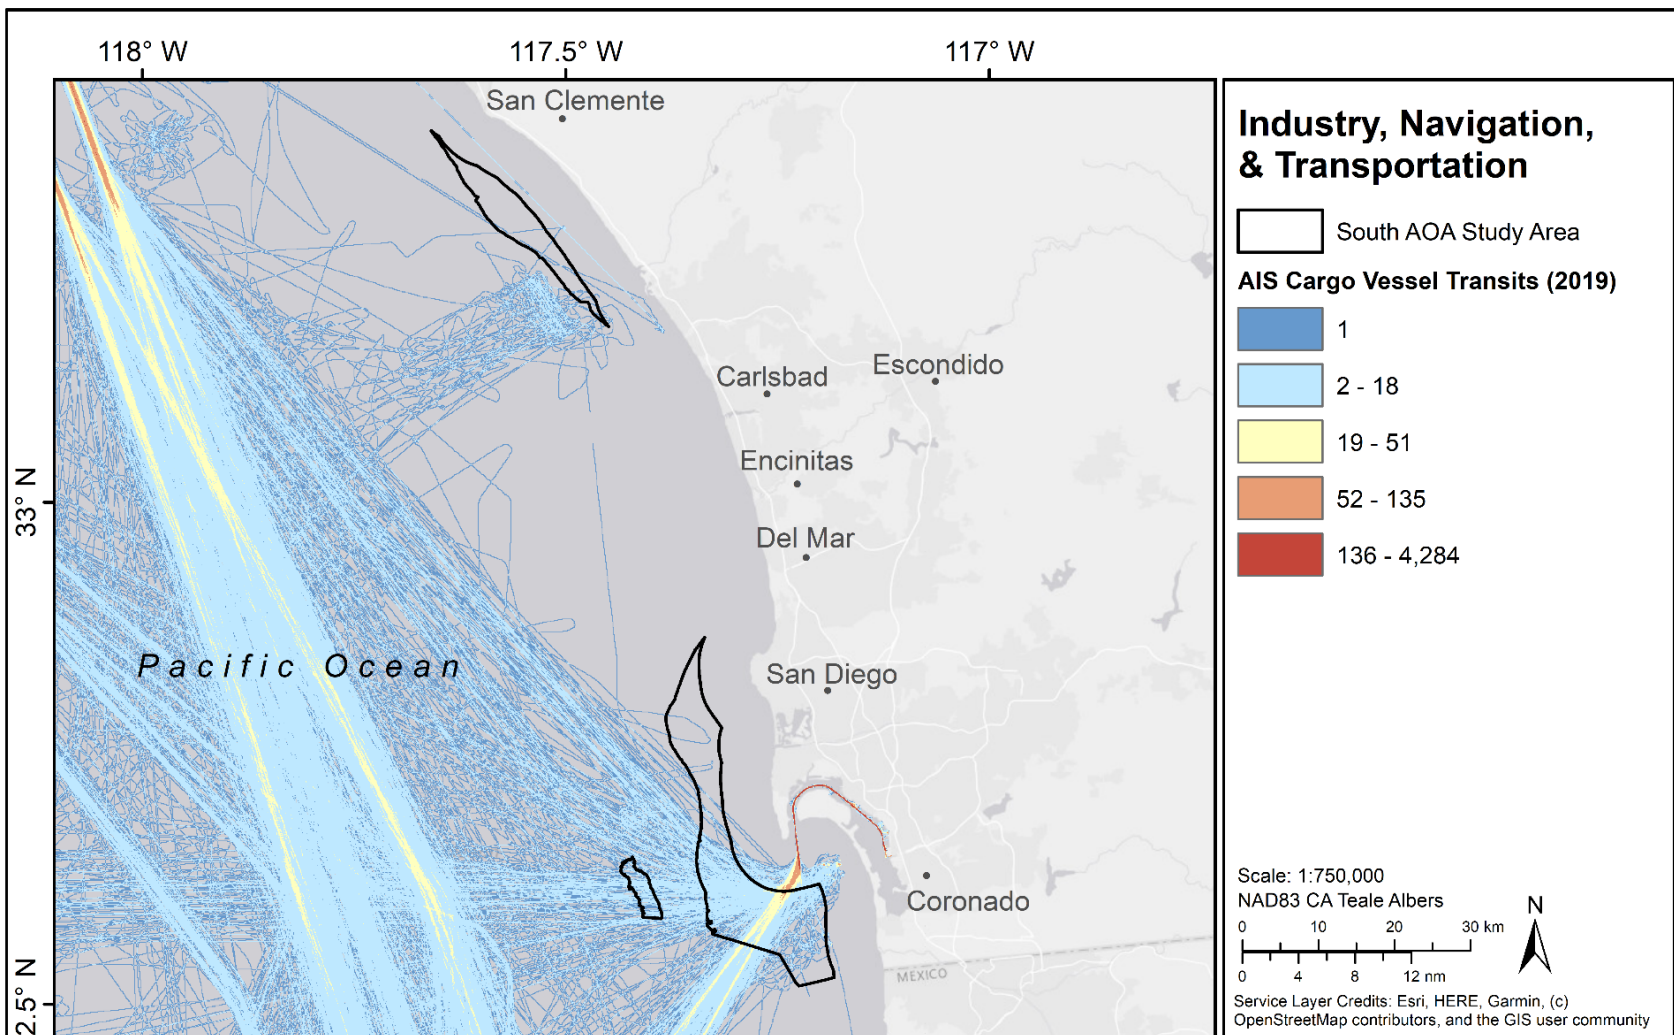 118° W
117.5° W
117° W
33° N
2.5° N
San Clemente
Carlsbad
Escondido
Encinitas
Del Mar
Pacific Ocean
San Diego
Coronado
MEXICO
Industry, Navigation,
& Transportation
South AOA Study Area
AIS Cargo Vessel Transits (2019)
1
2 - 18
19 - 51
52 - 135
136 - 4,284
Scale: 1:750,000
NAD83 CA Teale Albers
0 10 20 30 km
0 4 8 12 nm
N
Service Layer Credits: Esri, HERE, Garmin, (c)
OpenStreetMap contributors, and the GIS user community